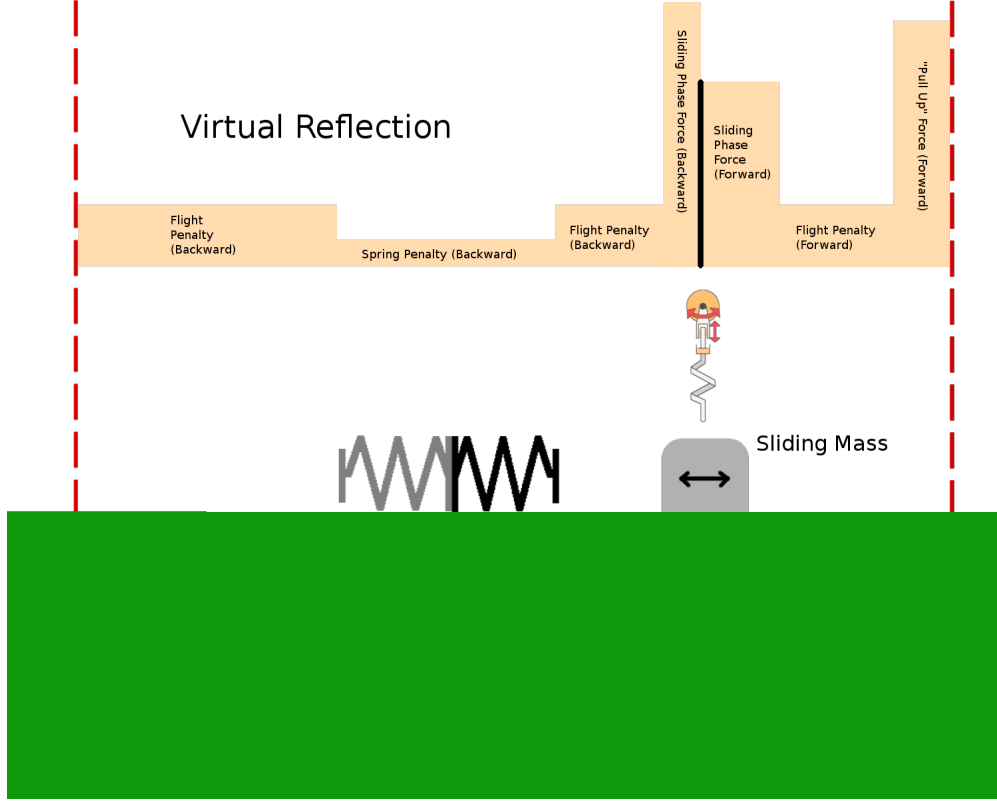 Sliding Phase Force (Backward)
"Pull Up" Force (Forward)
Virtual Reflection
Sliding
Phase
Force
(Forward)
Flight
Penalty
(Backward)
Spring Penalty (Backward)
Flight Penalty
(Backward)
Flight Penalty
(Forward)
Sliding Mass